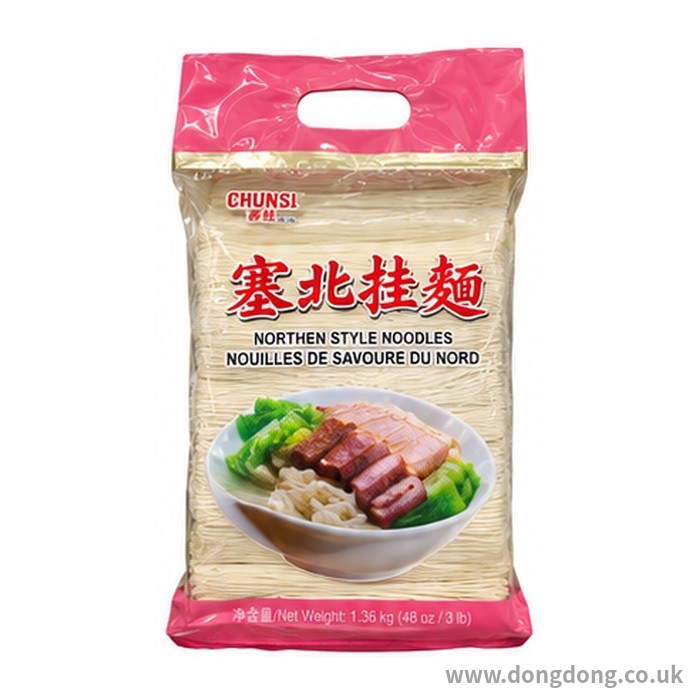 CHUNSI
塞北挂麵
NORTHEN STYLE NOODLES
NOUILLES DE SAVOURE DU NORD
净含量/Net Weight: 1.36 kg (48 oz / 3 lb)
www.dongdong.co.uk